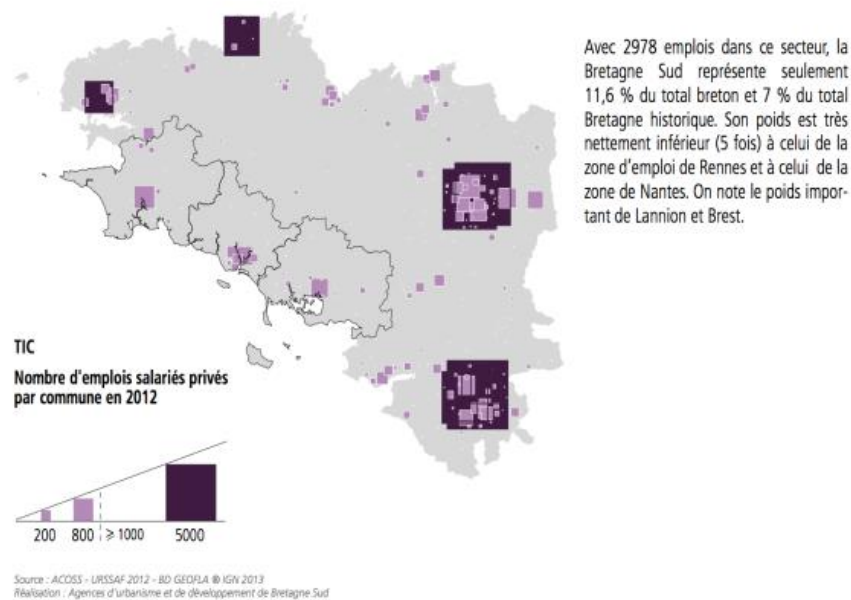 Avec 2978 emplois dans ce secteur, la
Bretagne Sud représente seulement
11,6 % du total breton et 7 % du total
Bretagne historique. Son poids est très
nettement inférieur (5 fois) à celui de la
zone d'emploi de Rennes et à celui de la
zone de Nantes. On note le poids impor-
tant de Lannion et Brest.
TIC
Nombre d'emplois salariés privés
par commune en 2012
200 800 ⩾ 1000 5000
Source : ACOSS - URSSAF 2012 - BD GEOFLA ® IGN 2013
Réalisation : Agences d'urbanisme et de développement de Bretagne Sud